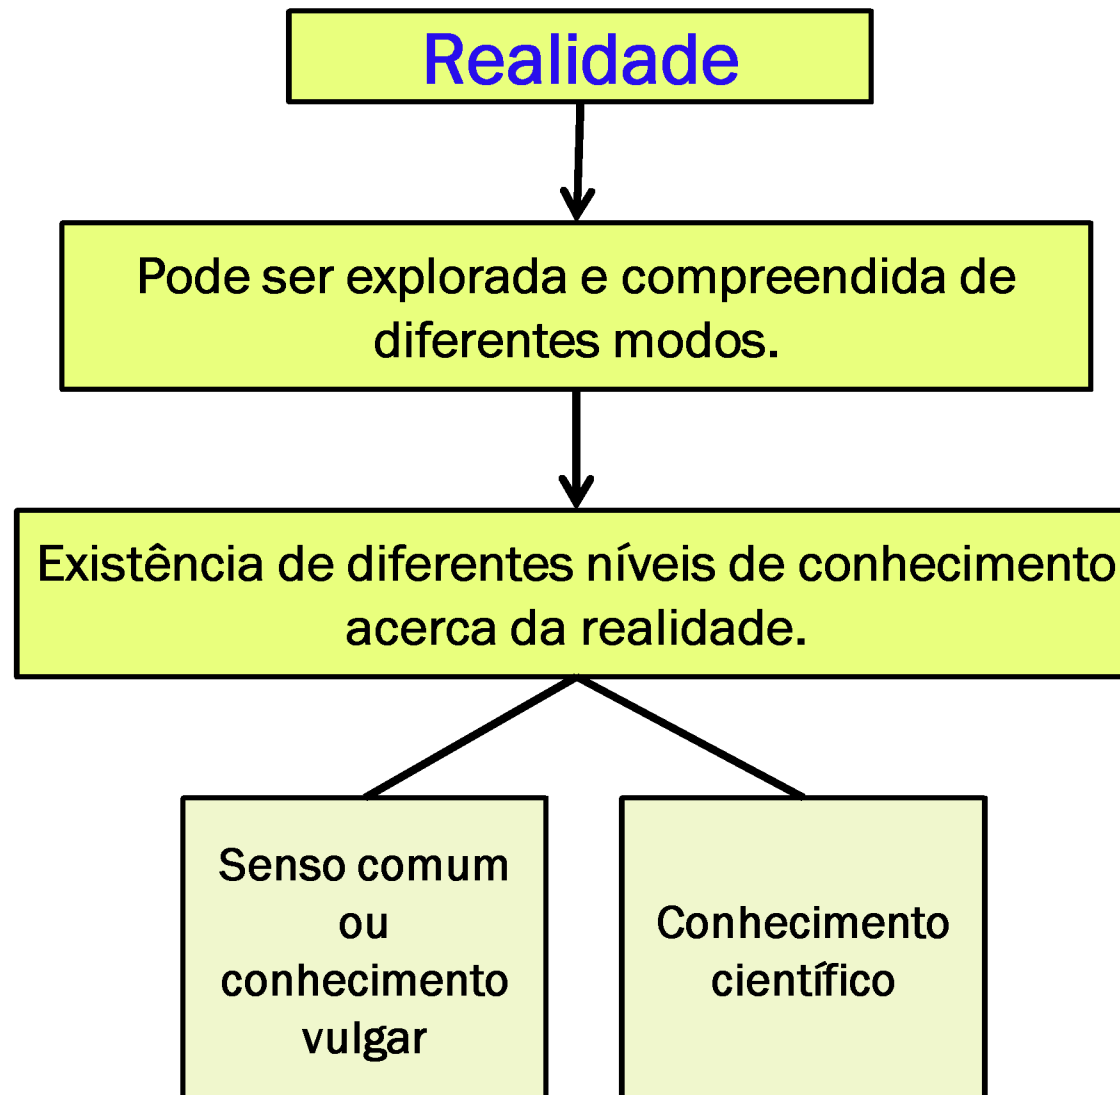 Realidade
Pode ser explorada e compreendida de
diferentes modos.
Existência de diferentes níveis de conhecimento
acerca da realidade.
Senso comum
ou
conhecimento
vulgar
Conhecimento
científico